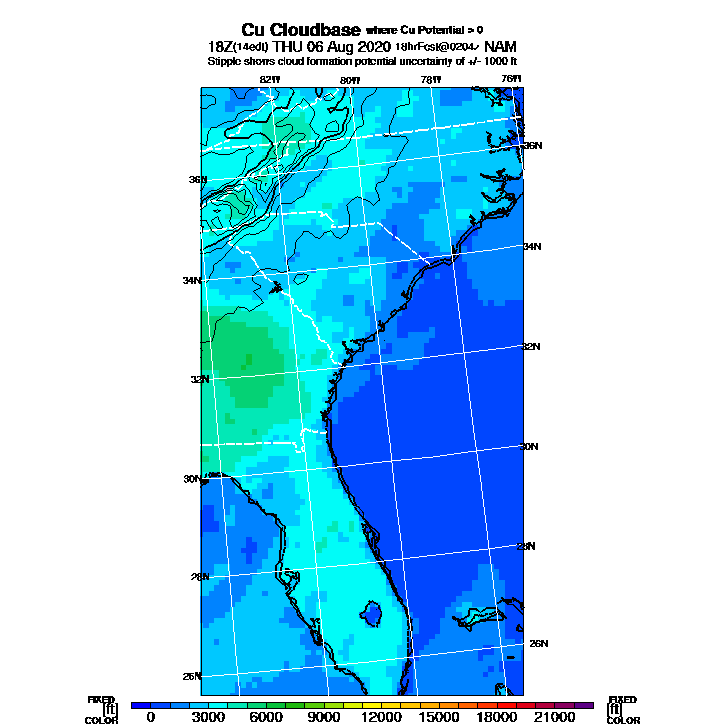 Cu Cloudbase where Cu Potential > 0
18Z(14edt) THU 06 Aug 2020 18hrFcst@0204z NAM
Stipple shows cloud formation potential uncertainty of +/- 1000 ft
82W 80W 78W 76W
36N
36N
34N
34N
32N
32N
30N
30N
28N
28N
26N
26N
FIXED FIXED
[ft] 0 3000 6000 9000 12000 15000 18000 21000 [ft]
COLOR COLOR